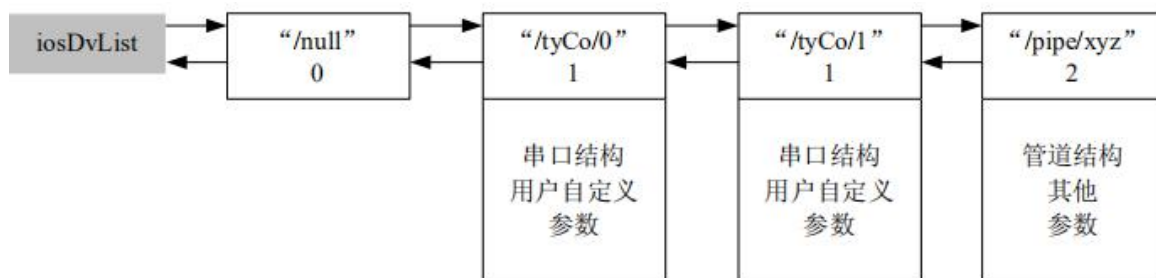 iosDvList
“/null”
0
“/tyCo/0”
1
串口结构
用户自定义
参数
“/tyCo/1”
1
串口结构
用户自定义
参数
“/pipe/xyz”
2
管道结构
其他
参数